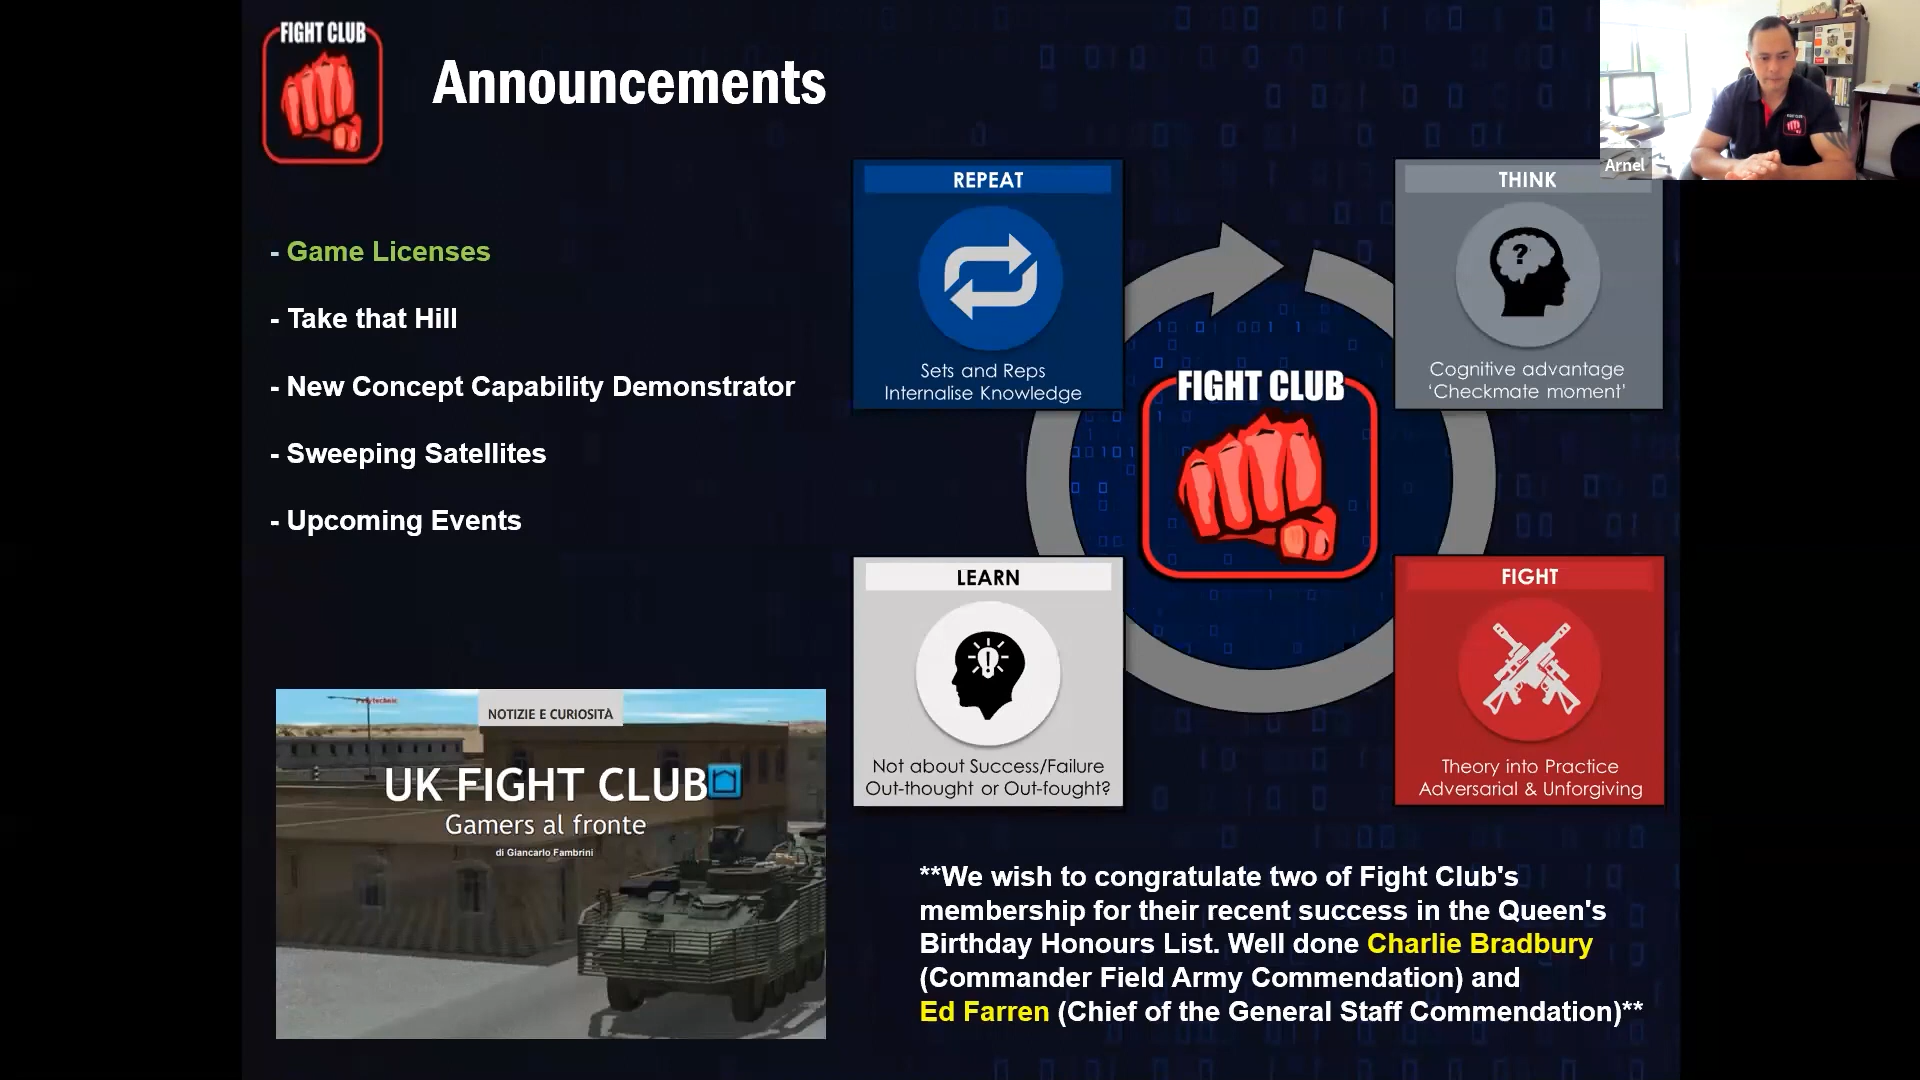 FIGHT CLUB
Announcements
Arnel
- Game Licenses
- Take that Hill
- New Concept Capability Demonstrator
- Sweeping Satellites
- Upcoming Events
REPEAT
Sets and Reps
Internalise Knowledge
THINK
?
Cognitive advantage
‘Checkmate moment’
FIGHT CLUB
LEARN
Not about Success/Failure
Out-thought or Out-fought?
FIGHT
Theory into Practice
Adversarial & Unforgiving
NOTIZIE E CURIOSITÀ
UK FIGHT CLUB
Gamers al fronte
di Giancarlo Fambrini
**We wish to congratulate two of Fight Club's
membership for their recent success in the Queen's
Birthday Honours List. Well done Charlie Bradbury
(Commander Field Army Commendation) and
Ed Farren (Chief of the General Staff Commendation)**